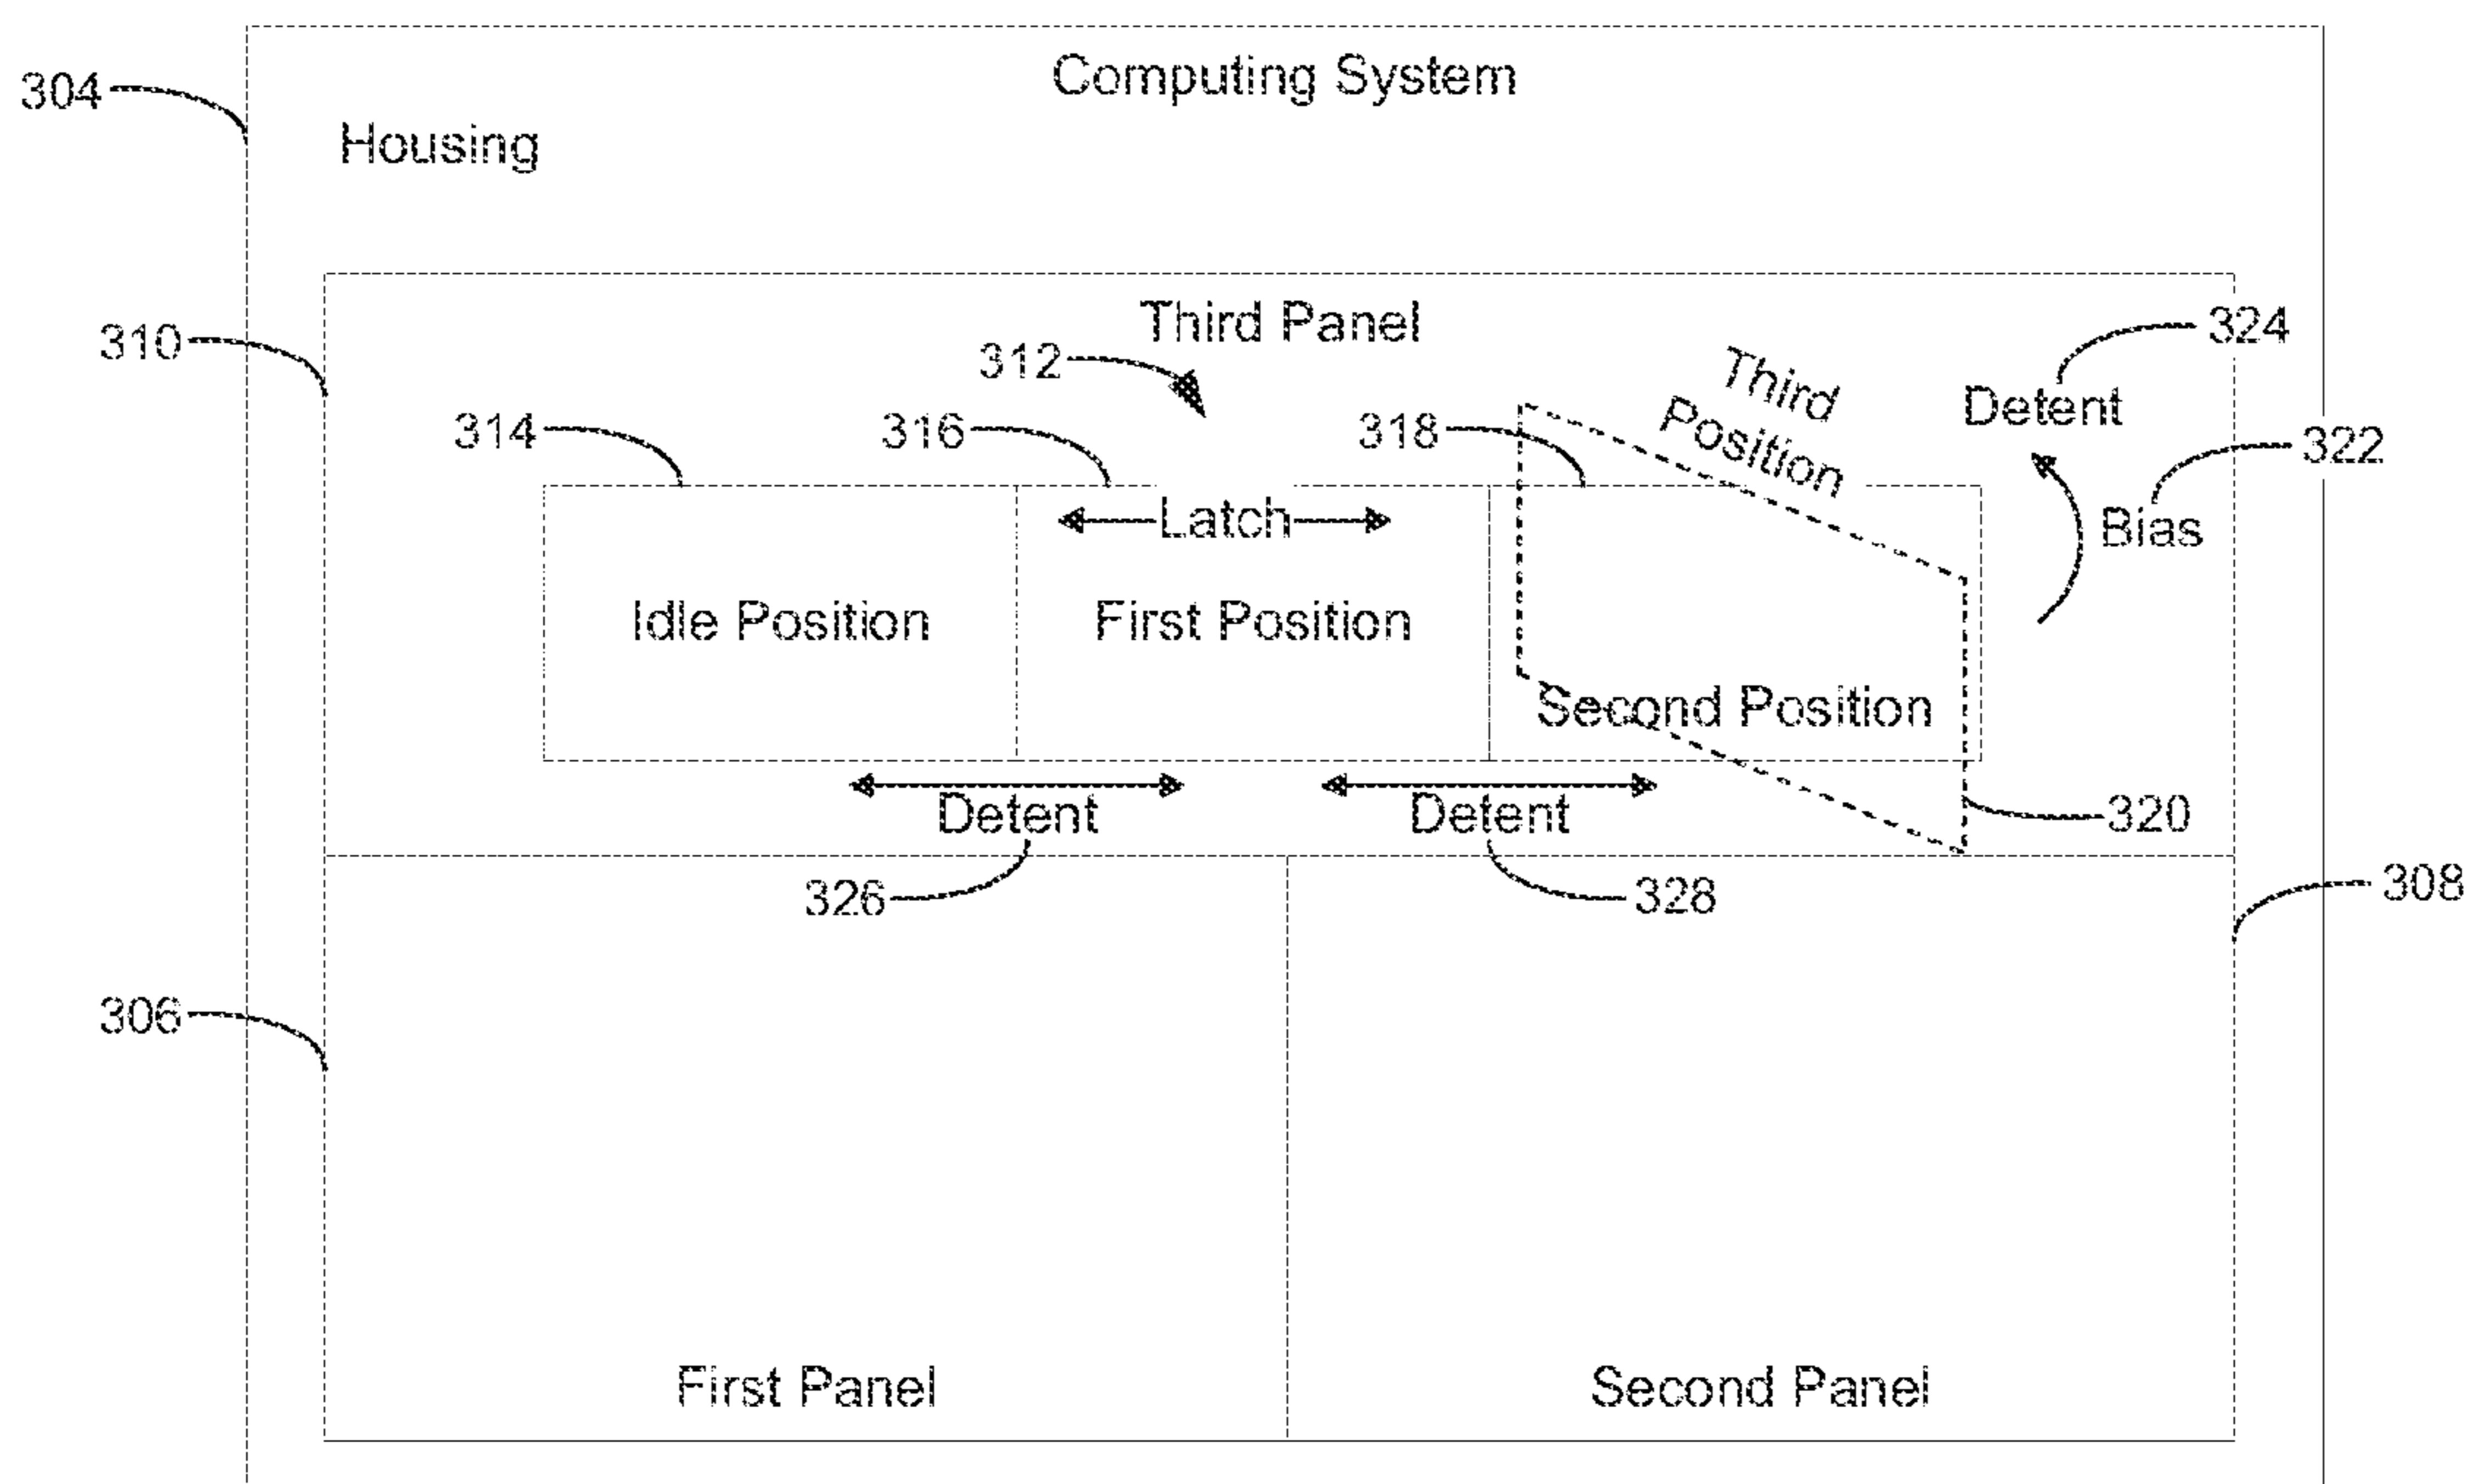 Computing System
304
Housing
310
Third Panel
324
312
Third
Position
Detent
314
316
318
322
Latch
Bias
Idle Position
First Position
Second Position
Detent
Detent
320
326
328
308
306
First Panel
Second Panel